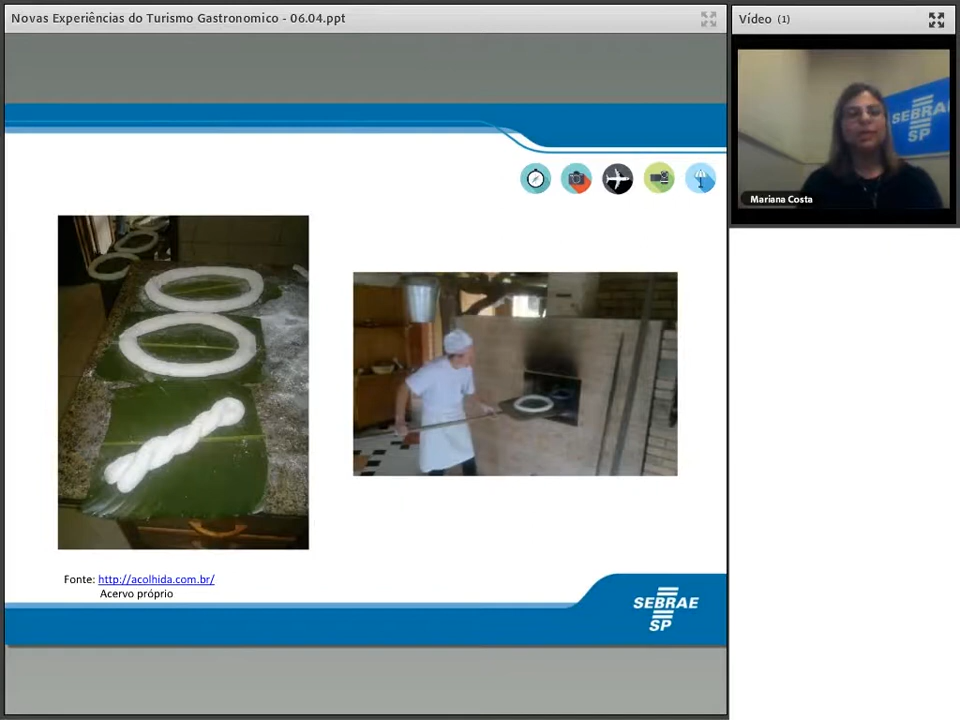 Novas Experiências do Turismo Gastronomico - 06.04.ppt
Vídeo (1)
SEBRAE
SP
Mariana Costa
Fonte: http://acolhida.com.br/
Acervo próprio
SEBRAE
SP